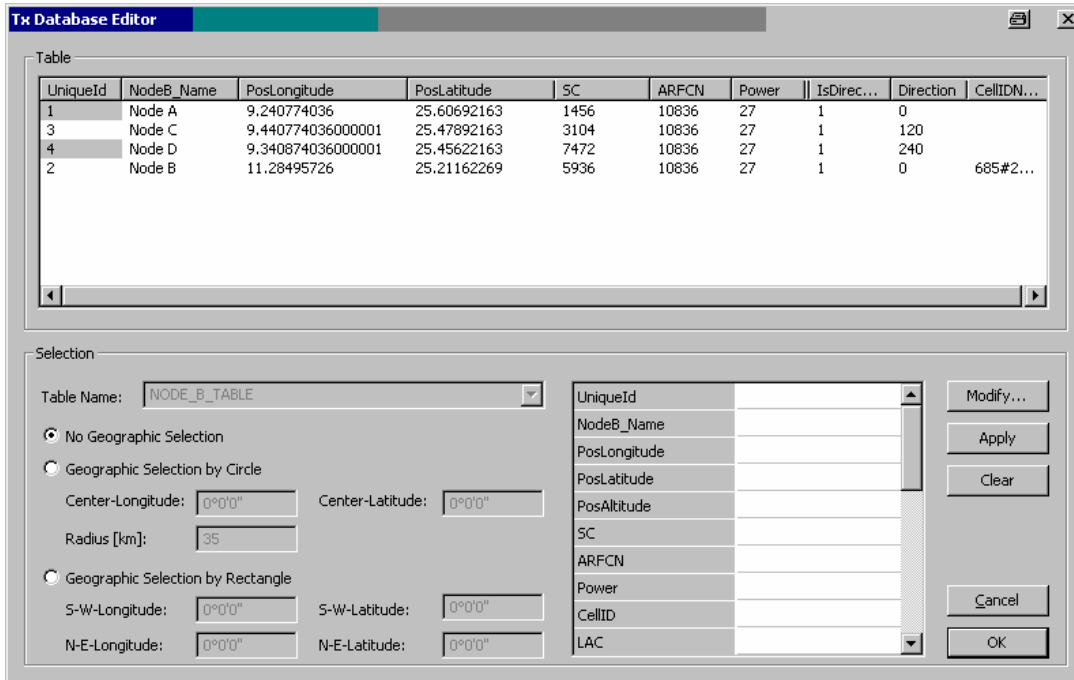 Tx Database Editor
Table
UniqueId NodeB_Name PosLongitude PosLatitude SC ARFCN Power IsDirec... Direction CellIDN...
1 Node A 9.240774036 25.60692163 1456 10836 27 1 0
3 Node C 9.440774036000001 25.47892163 3104 10836 27 1 120
4 Node D 9.340874036000001 25.45622163 7472 10836 27 1 240
2 Node B 11.28495726 25.21162269 5936 10836 27 1 0 685#2...
Selection
Table Name: NODE_B_TABLE
No Geographic Selection
Geographic Selection by Circle
Center-Longitude: 0°0'0" Center-Latitude: 0°0'0"
Radius [km]: 35
Geographic Selection by Rectangle
S-W-Longitude: 0°0'0" S-W-Latitude: 0°0'0"
N-E-Longitude: 0°0'0" N-E-Latitude: 0°0'0"
UniqueId
NodeB_Name
PosLongitude
PosLatitude
PosAltitude
SC
ARFCN
Power
CellID
LAC
Modify...
Apply
Clear
Cancel
OK